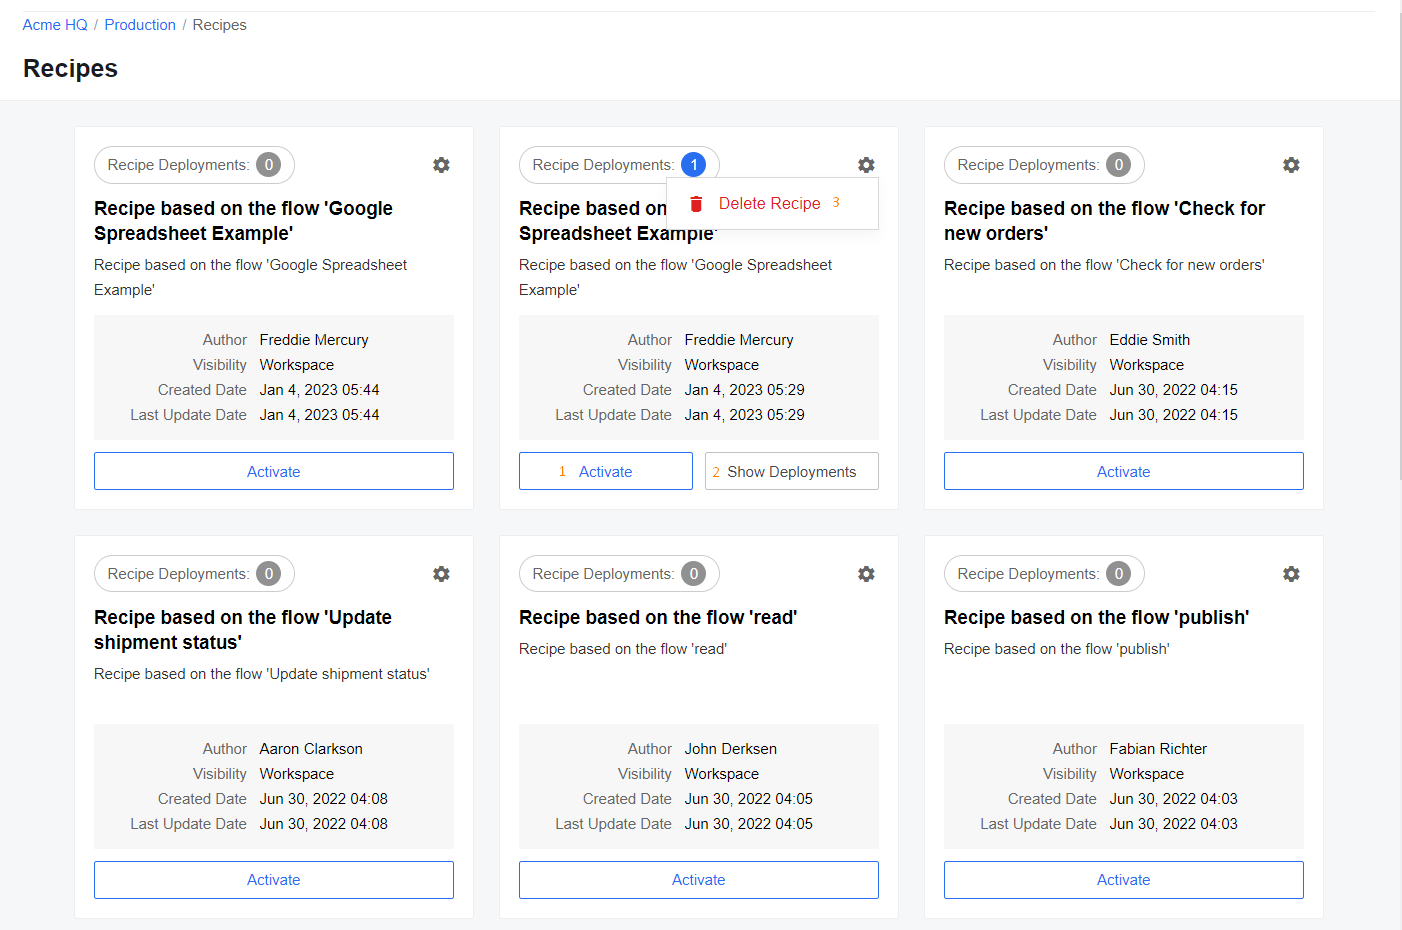 Acme HQ / Production / Recipes
Recipes
Recipe Deployments: 0
Recipe based on the flow 'Google
Spreadsheet Example'
Recipe based on the flow 'Google Spreadsheet
Example'
Author Freddie Mercury
Visibility Workspace
Created Date Jan 4, 2023 05:44
Last Update Date Jan 4, 2023 05:44
Activate
Recipe Deployments: 1
Delete Recipe 3
Recipe based on
Spreadsheet Example'
Recipe based on the flow 'Google Spreadsheet
Example'
Author Freddie Mercury
Visibility Workspace
Created Date Jan 4, 2023 05:29
Last Update Date Jan 4, 2023 05:29
1 Activate
2 Show Deployments
Recipe Deployments: 0
Recipe based on the flow 'Check for
new orders'
Recipe based on the flow 'Check for new orders'
Author Eddie Smith
Visibility Workspace
Created Date Jun 30, 2022 04:15
Last Update Date Jun 30, 2022 04:15
Activate
Recipe Deployments: 0
Recipe based on the flow 'Update
shipment status'
Recipe based on the flow 'Update shipment status'
Author Aaron Clarkson
Visibility Workspace
Created Date Jun 30, 2022 04:08
Last Update Date Jun 30, 2022 04:08
Activate
Recipe Deployments: 0
Recipe based on the flow 'read'
Recipe based on the flow 'read'
Author John Derksen
Visibility Workspace
Created Date Jun 30, 2022 04:05
Last Update Date Jun 30, 2022 04:05
Activate
Recipe Deployments: 0
Recipe based on the flow 'publish'
Recipe based on the flow 'publish'
Author Fabian Richter
Visibility Workspace
Created Date Jun 30, 2022 04:03
Last Update Date Jun 30, 2022 04:03
Activate